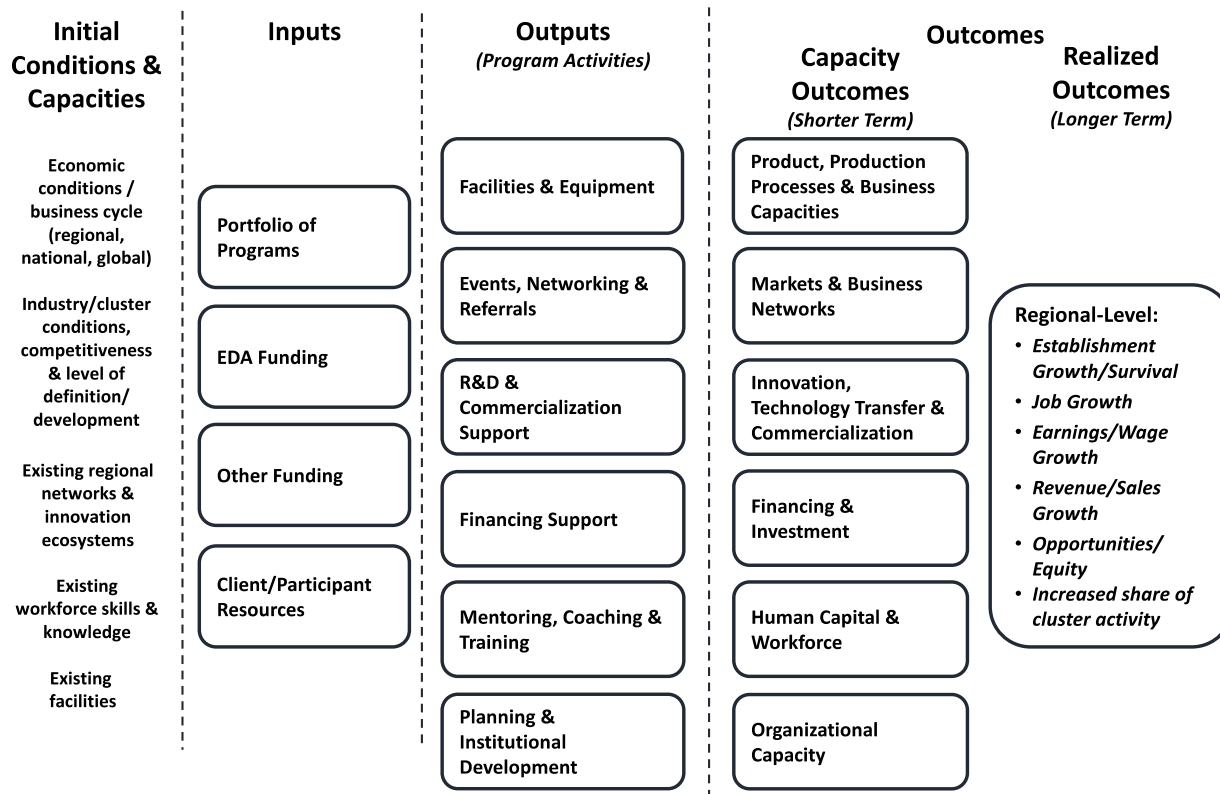 Initial
Conditions &
Capacities
Economic
conditions /
business cycle
(regional,
national, global)
Industry/cluster
conditions,
competitiveness
& level of
definition/
development
Existing regional
networks &
innovation
ecosystems
Existing
workforce skills &
knowledge
Existing
facilities
Inputs
Portfolio of
Programs
EDA Funding
Other Funding
Client/Participant
Resources
Outputs
(Program Activities)
Facilities & Equipment
Events, Networking &
Referrals
R&D &
Commercialization
Support
Financing Support
Mentoring, Coaching &
Training
Planning &
Institutional
Development
Outcomes
Capacity
Outcomes
(Shorter Term)
Product, Production
Processes & Business
Capacities
Markets & Business
Networks
Innovation,
Technology Transfer &
Commercialization
Financing &
Investment
Human Capital &
Workforce
Organizational
Capacity
Realized
Outcomes
(Longer Term)
Regional-Level:
• Establishment
Growth/Survival
• Job Growth
• Earnings/Wage
Growth
• Revenue/Sales
Growth
• Opportunities/
Equity
• Increased share of
cluster activity